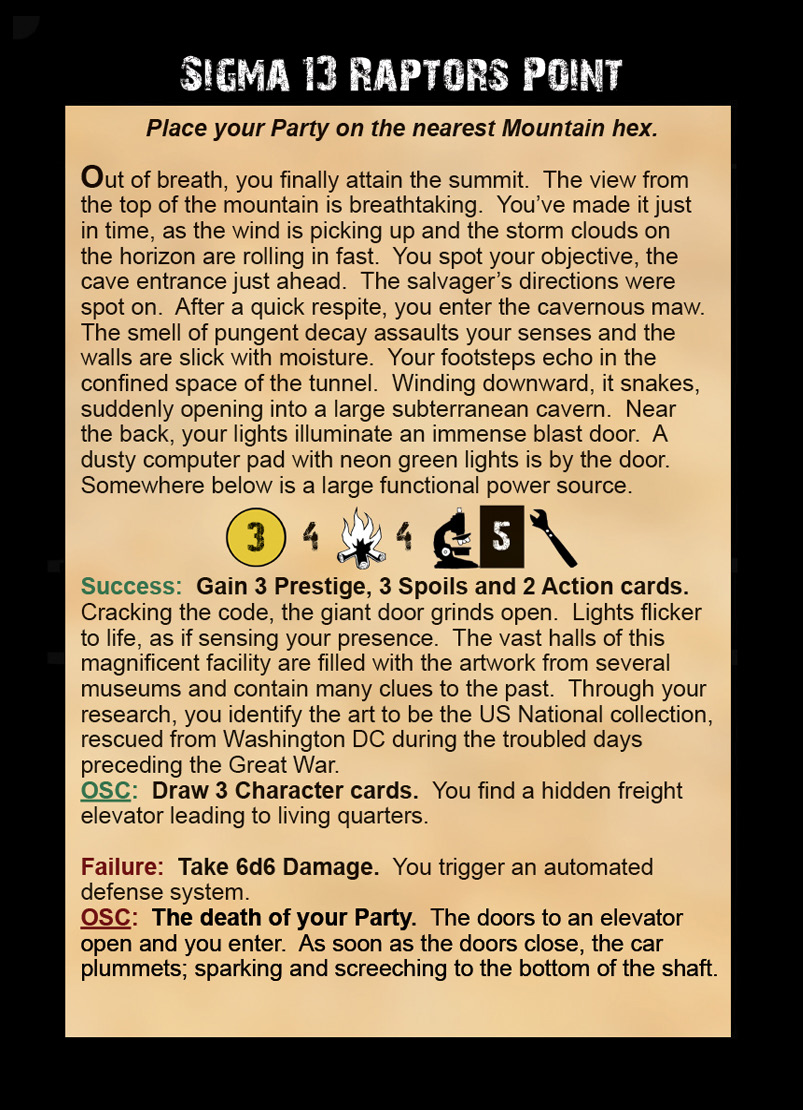 SIGMA 13 RAPTORS POINT
Place your Party on the nearest Mountain hex.
Out of breath, you finally attain the summit.  The view from
the top of the mountain is breathtaking.  You’ve made it just
in time, as the wind is picking up and the storm clouds on
the horizon are rolling in fast.  You spot your objective, the
cave entrance just ahead.  The salvager’s directions were
spot on.  After a quick respite, you enter the cavernous maw.
The smell of pungent decay assaults your senses and the
walls are slick with moisture.  Your footsteps echo in the
confined space of the tunnel.  Winding downward, it snakes,
suddenly opening into a large subterranean cavern.  Near
the back, your lights illuminate an immense blast door.  A
dusty computer pad with neon green lights is by the door.
Somewhere below is a large functional power source.
3 4 4 5
Success:  Gain 3 Prestige, 3 Spoils and 2 Action cards.
Cracking the code, the giant door grinds open.  Lights flicker
to life, as if sensing your presence.  The vast halls of this
magnificent facility are filled with the artwork from several
museums and contain many clues to the past.  Through your
research, you identify the art to be the US National collection,
rescued from Washington DC during the troubled days
preceding the Great War.
OSC:  Draw 3 Character cards.  You find a hidden freight
elevator leading to living quarters.
Failure:  Take 6d6 Damage.  You trigger an automated
defense system.
OSC:  The death of your Party.  The doors to an elevator
open and you enter.  As soon as the doors close, the car
plummets; sparking and screeching to the bottom of the shaft.